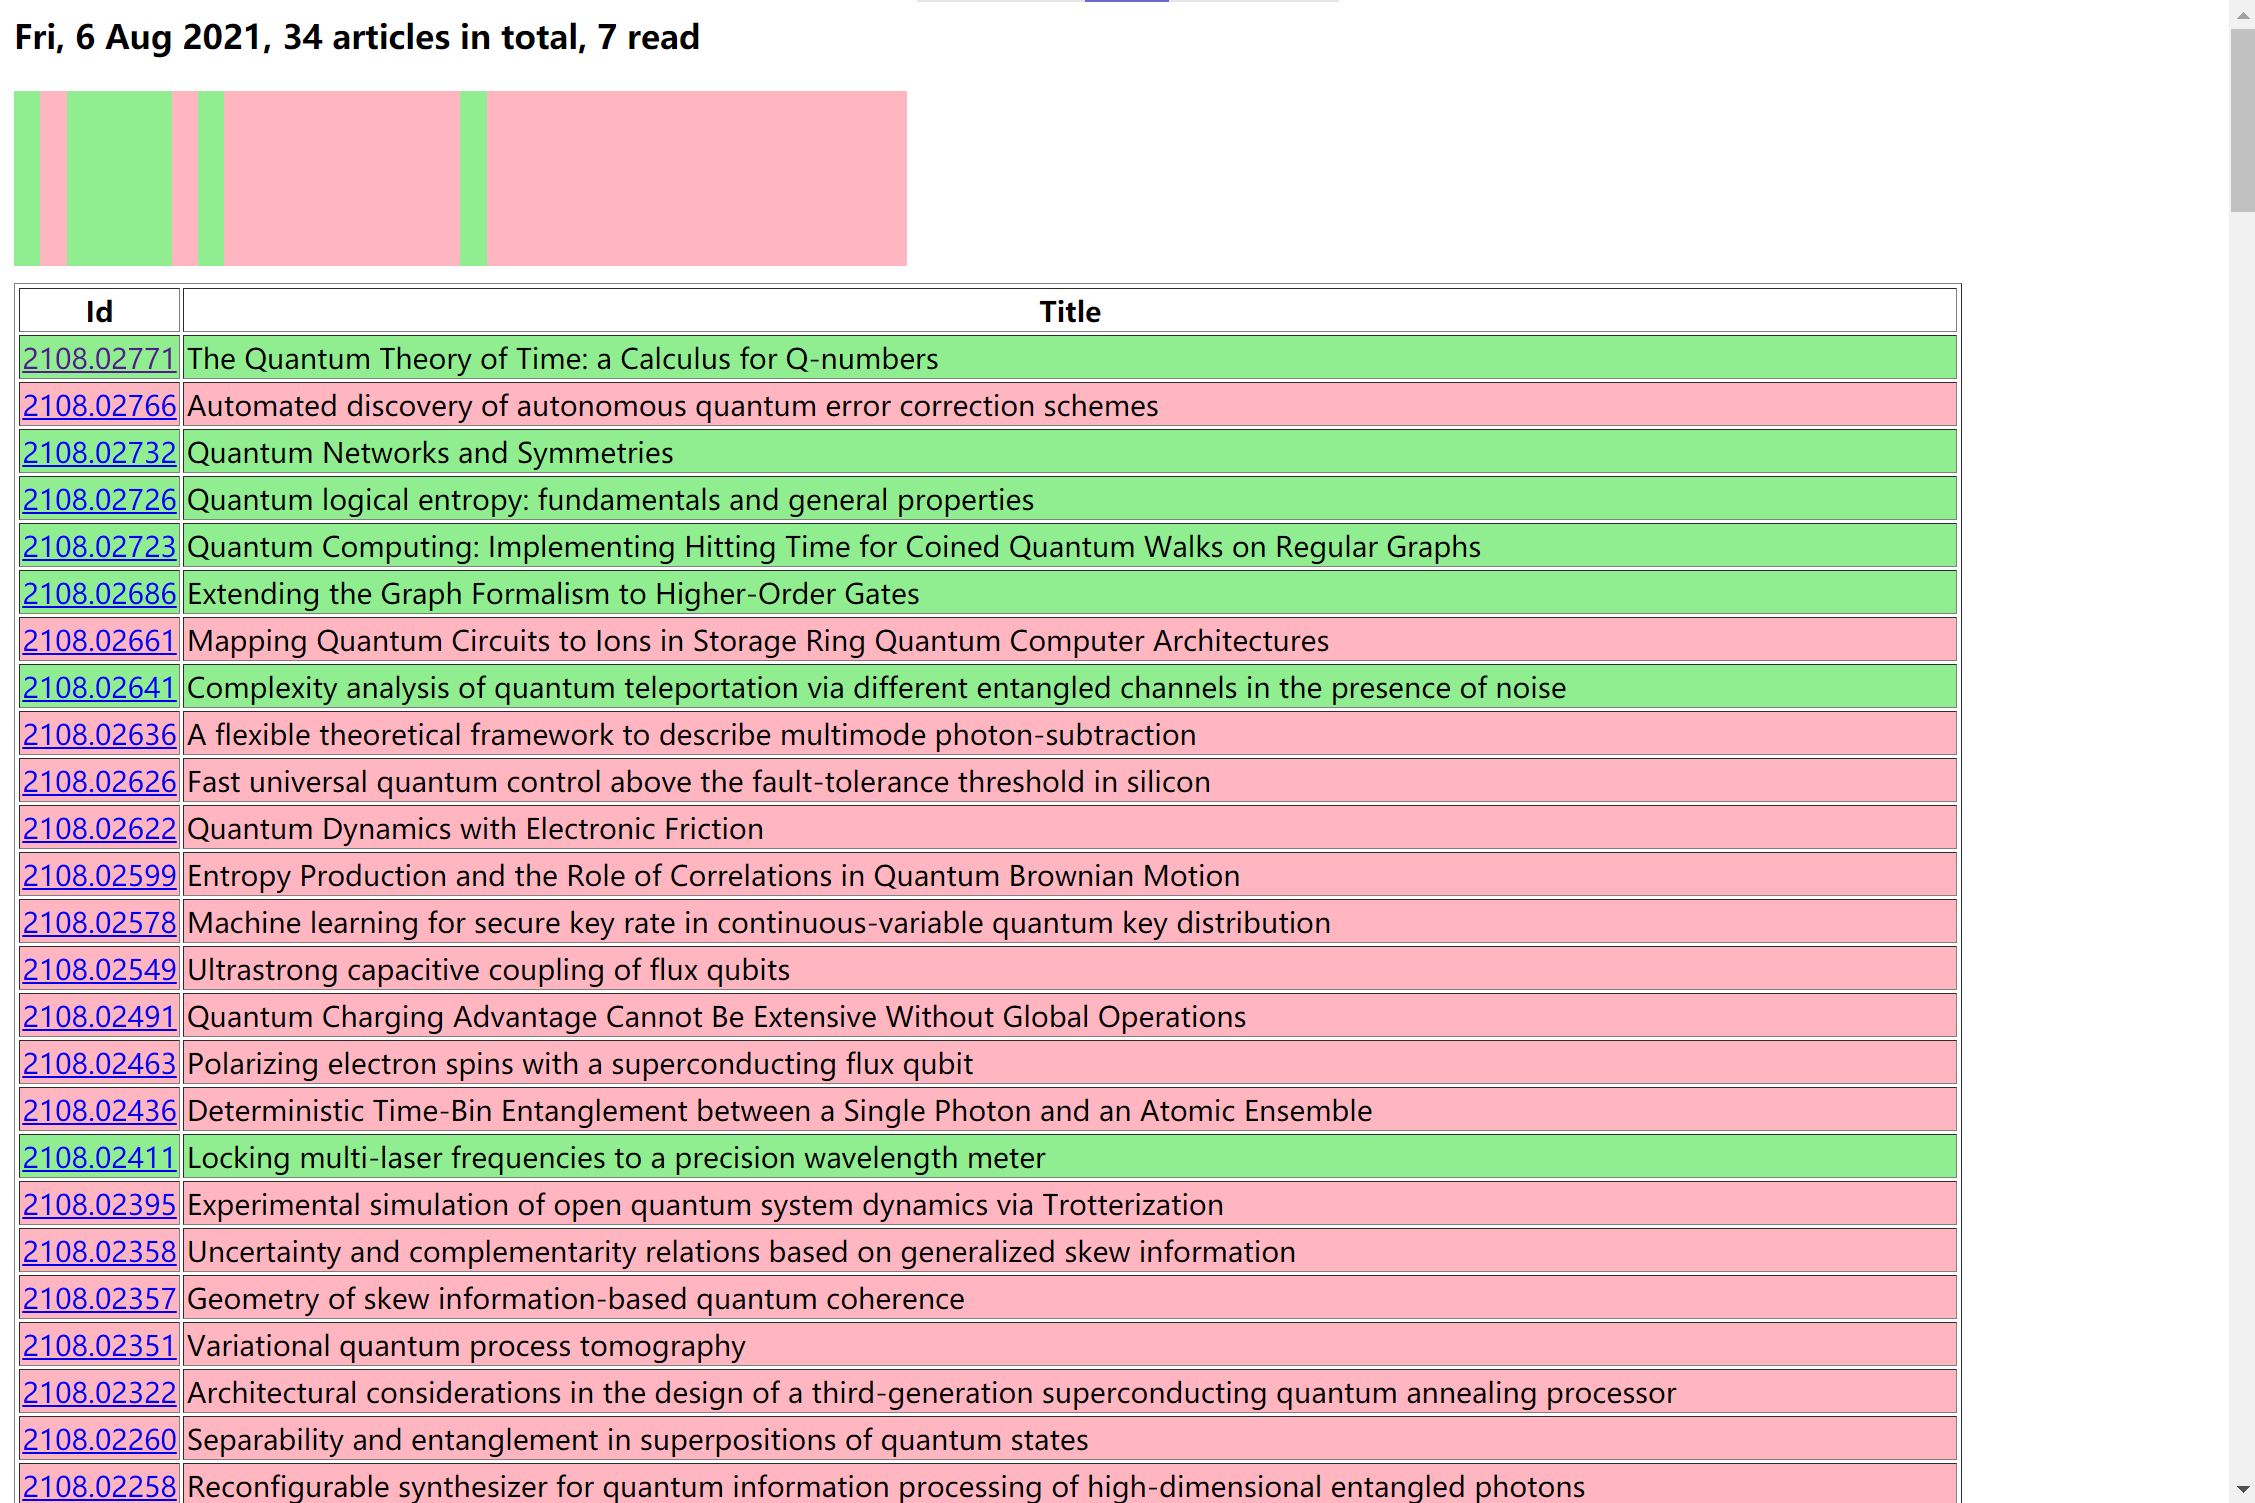 Fri, 6 Aug 2021, 34 articles in total, 7 read
Id Title
2108.02771 The Quantum Theory of Time: a Calculus for Q-numbers
2108.02766 Automated discovery of autonomous quantum error correction schemes
2108.02732 Quantum Networks and Symmetries
2108.02726 Quantum logical entropy: fundamentals and general properties
2108.02723 Quantum Computing: Implementing Hitting Time for Coined Quantum Walks on Regular Graphs
2108.02686 Extending the Graph Formalism to Higher-Order Gates
2108.02661 Mapping Quantum Circuits to Ions in Storage Ring Quantum Computer Architectures
2108.02641 Complexity analysis of quantum teleportation via different entangled channels in the presence of noise
2108.02636 A flexible theoretical framework to describe multimode photon-subtraction
2108.02626 Fast universal quantum control above the fault-tolerance threshold in silicon
2108.02622 Quantum Dynamics with Electronic Friction
2108.02599 Entropy Production and the Role of Correlations in Quantum Brownian Motion
2108.02578 Machine learning for secure key rate in continuous-variable quantum key distribution
2108.02549 Ultrastrong capacitive coupling of flux qubits
2108.02491 Quantum Charging Advantage Cannot Be Extensive Without Global Operations
2108.02463 Polarizing electron spins with a superconducting flux qubit
2108.02436 Deterministic Time-Bin Entanglement between a Single Photon and an Atomic Ensemble
2108.02411 Locking multi-laser frequencies to a precision wavelength meter
2108.02395 Experimental simulation of open quantum system dynamics via Trotterization
2108.02358 Uncertainty and complementarity relations based on generalized skew information
2108.02357 Geometry of skew information-based quantum coherence
2108.02351 Variational quantum process tomography
2108.02322 Architectural considerations in the design of a third-generation superconducting quantum annealing processor
2108.02260 Separability and entanglement in superpositions of quantum states
2108.02258 Reconfigurable synthesizer for quantum information processing of high-dimensional entangled photons